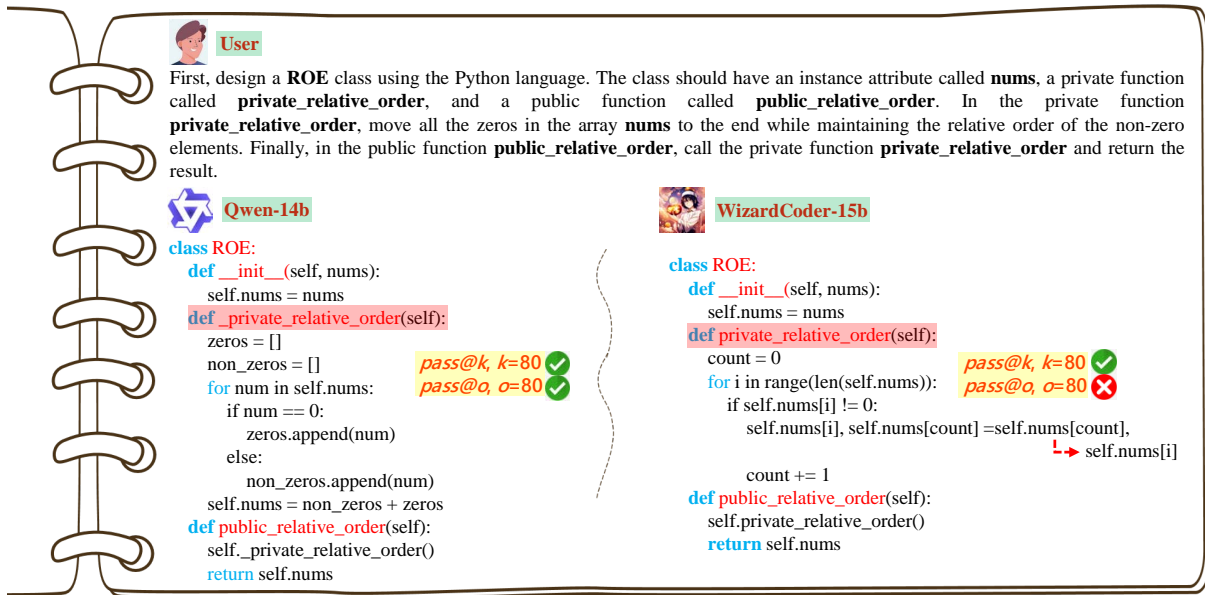 User
First, design a ROE class using the Python language. The class should have an instance attribute called nums, a private function
called private_relative_order, and a public function called public_relative_order. In the private function
private_relative_order, move all the zeros in the array nums to the end while maintaining the relative order of the non-zero
elements. Finally, in the public function public_relative_order, call the private function private_relative_order and return the
result.
Qwen-14b
class ROE:
def __init__(self, nums):
self.nums = nums
def _private_relative_order(self):
zeros = []
non_zeros = []
for num in self.nums:
if num == 0:
zeros.append(num)
else:
non_zeros.append(num)
self.nums = non_zeros + zeros
def public_relative_order(self):
self._private_relative_order()
return self.nums
pass@k, k=80
pass@o, o=80
WizardCoder-15b
class ROE:
def __init__(self, nums):
self.nums = nums
def private_relative_order(self):
count = 0
for i in range(len(self.nums)):
if self.nums[i] != 0:
self.nums[i], self.nums[count] =self.nums[count],
self.nums[i]
count += 1
def public_relative_order(self):
self.private_relative_order()
return self.nums
pass@k, k=80
pass@o, o=80